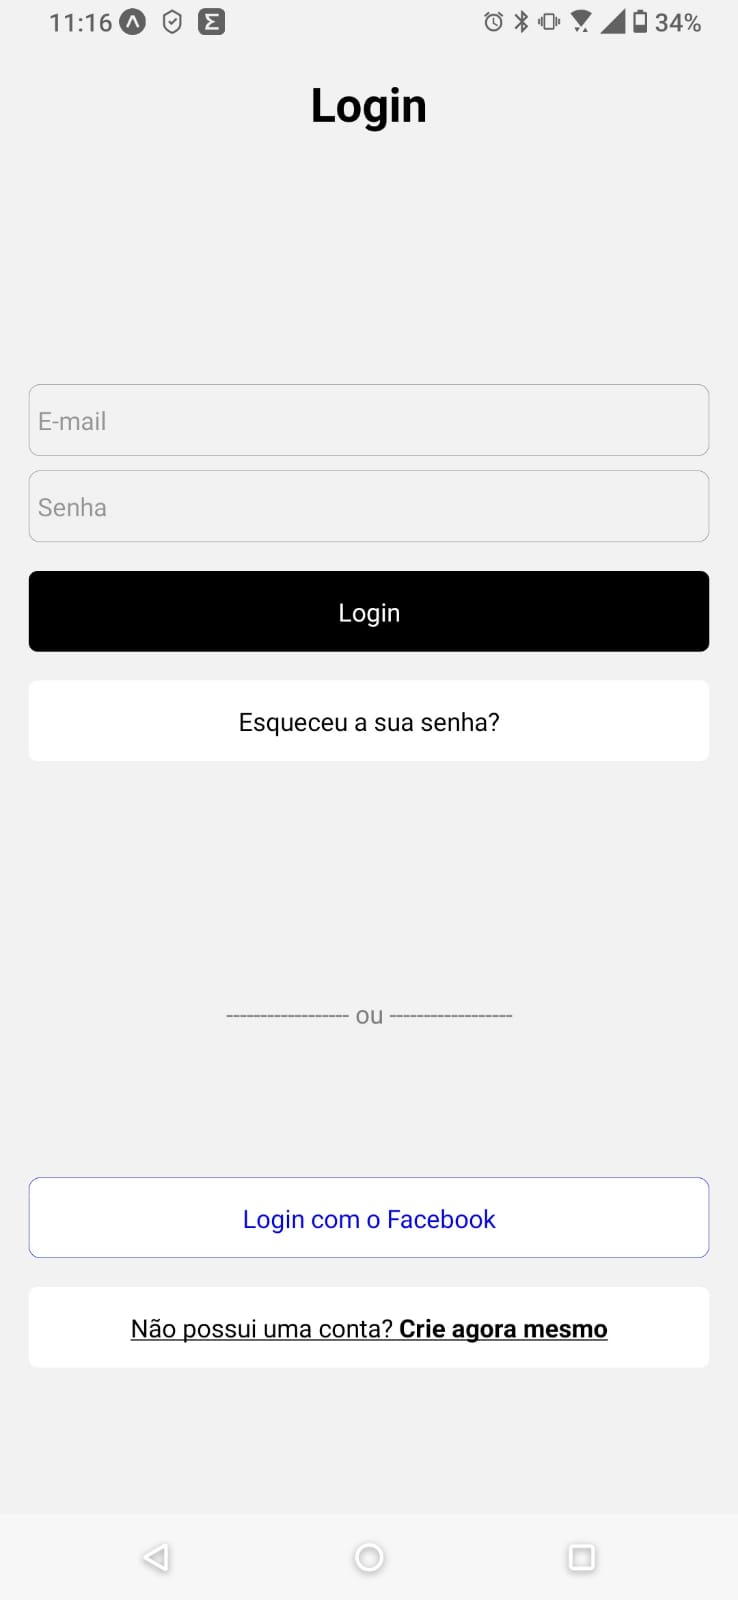 11:16 34%
Login
E-mail
Senha
Login
Esqueceu a sua senha?
------------------ ou ------------------
Login com o Facebook
Não possui uma conta? Crie agora mesmo